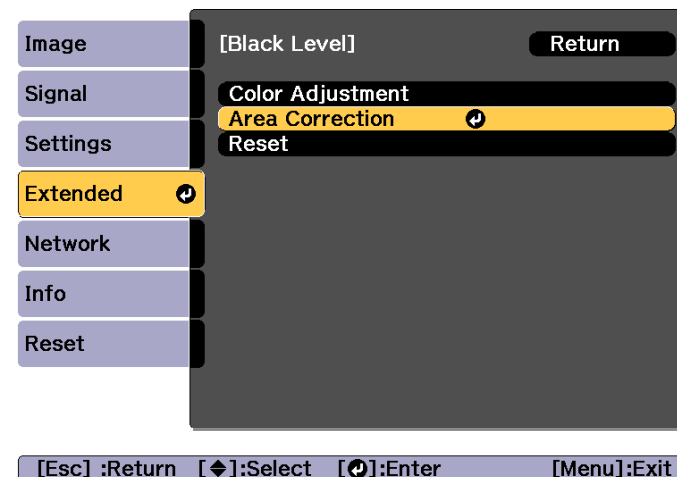 Image
Signal
Settings
Extended
Network
Info
Reset
[Black Level] Return
Color Adjustment
Area Correction
Reset
[Esc] :Return [◆]:Select [⏎]:Enter [Menu]:Exit